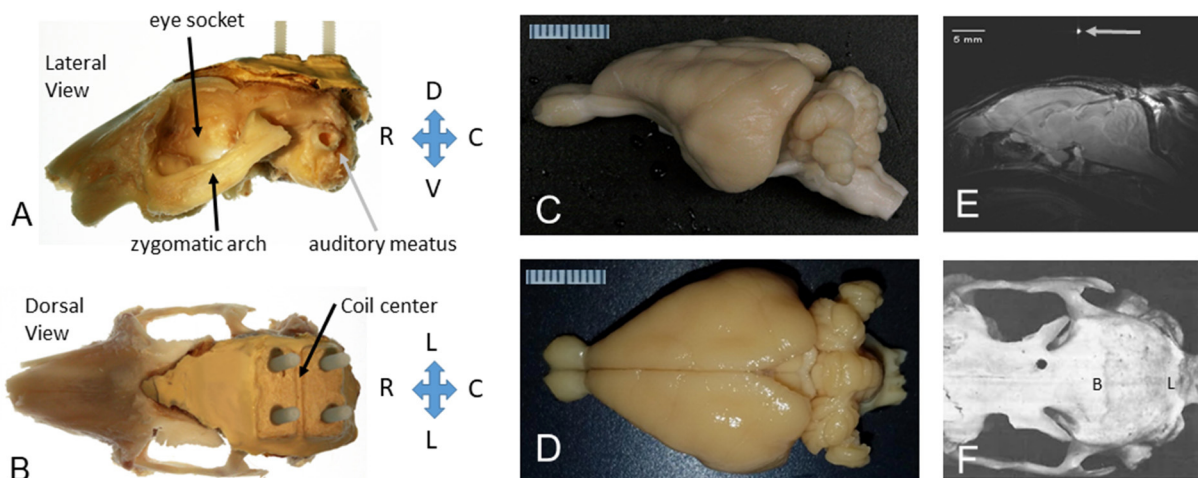 eye socket
Lateral
View
D
R
C
V
A
zygomatic arch
auditory meatus
Dorsal
View
Coil center
L
R
C
L
B
C
D
5 mm
E
B
L
F